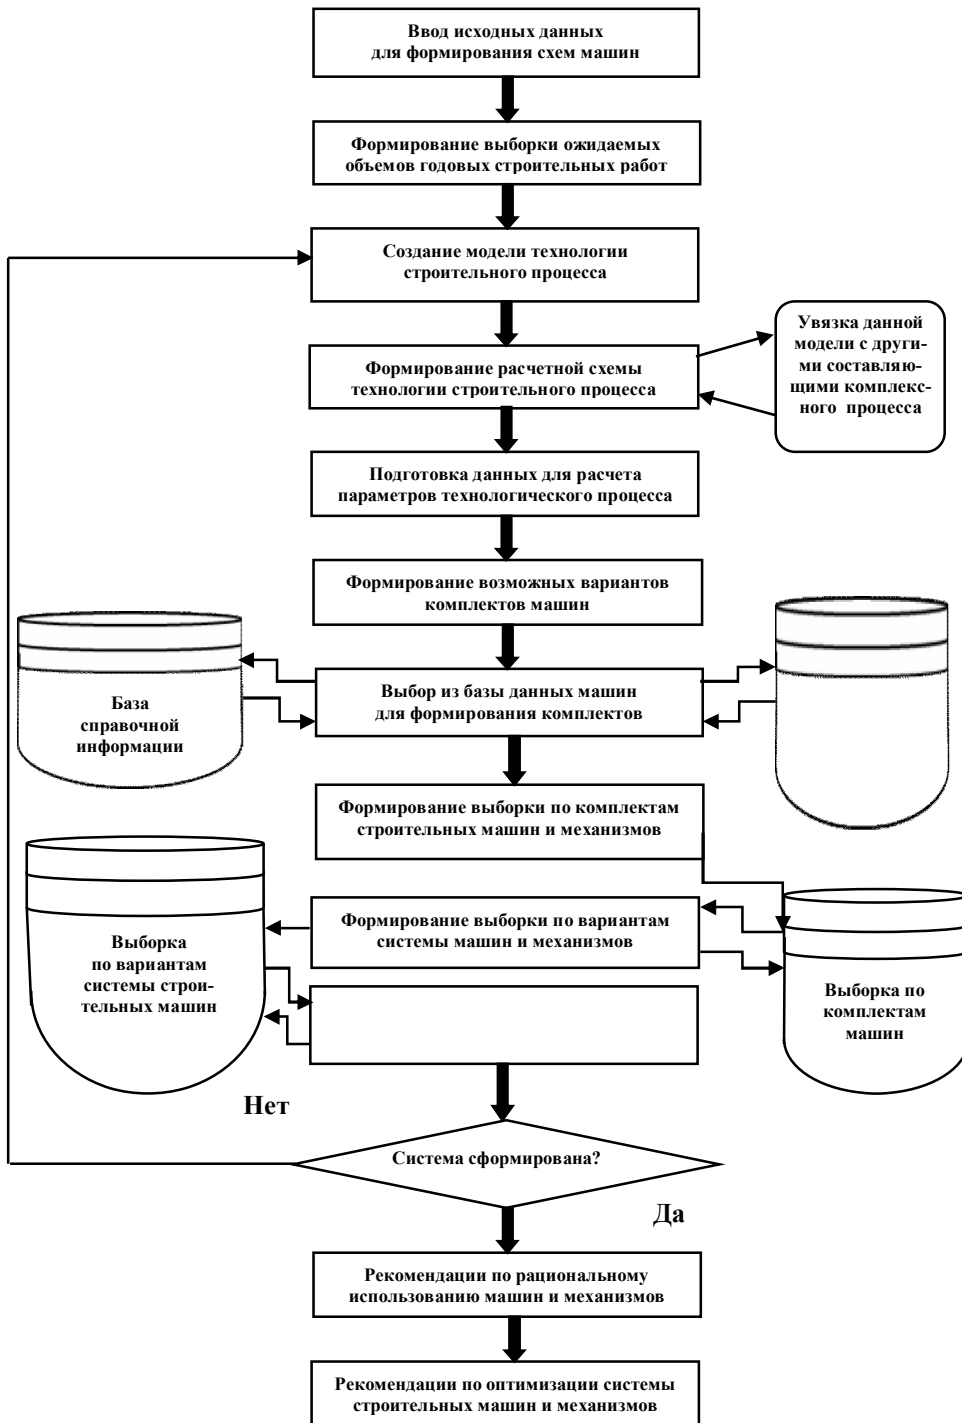 Ввод исходных данных
для формирования схем машин
Формирование выборки ожидаемых
объемов годовых строительных работ
Создание модели технологии
строительного процесса
Формирование расчетной схемы
технологии строительного процесса
Увязка данной
модели с други-
ми составляю-
щими комплекс-
ного процесса
Подготовка данных для расчета
параметров технологического процесса
Формирование возможных вариантов
комплектов машин
База
справочной
информации
Выбор из базы данных машин
для формирования комплектов
Формирование выборки по комплектам
строительных машин и механизмов
Выборка
по вариантам
системы строи-
тельных машин
Формирование выборки по вариантам
системы машин и механизмов
Выборка по
комплектам
машин
Нет
Система сформирована?
Да
Рекомендации по рациональному
использованию машин и механизмов
Рекомендации по оптимизации системы
строительных машин и механизмов